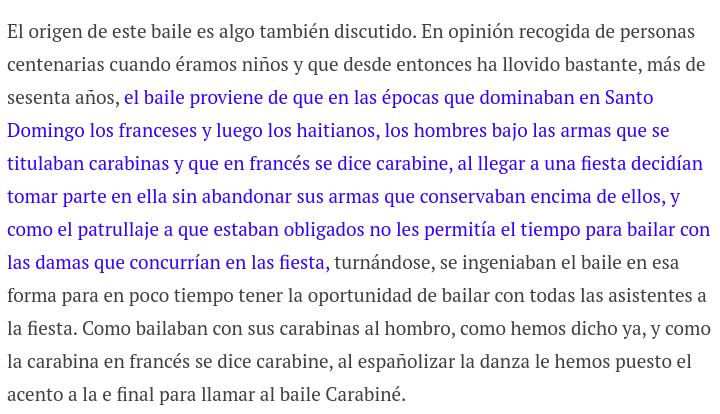 El origen de este baile es algo también discutido. En opinión recogida de personas
centenarias cuando éramos niños y que desde entonces ha llovido bastante, más de
sesenta años, el baile proviene de que en las épocas que dominaban en Santo
Domingo los franceses y luego los haitianos, los hombres bajo las armas que se
titulaban carabinas y que en francés se dice carabine, al llegar a una fiesta decidían
tomar parte en ella sin abandonar sus armas que conservaban encima de ellos, y
como el patrullaje a que estaban obligados no les permitía el tiempo para bailar con
las damas que concurrían en las fiesta, turnándose, se ingeniaban el baile en esa
forma para en poco tiempo tener la oportunidad de bailar con todas las asistentes a
la fiesta. Como bailaban con sus carabinas al hombro, como hemos dicho ya, y como
la carabina en francés se dice carabine, al españolizar la danza le hemos puesto el
acento a la e final para llamar al baile Carabiné.